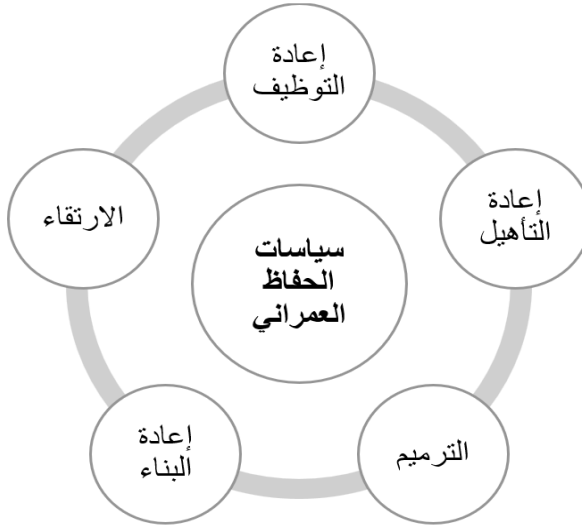 إعادة
التوظيف
إعادة
التأهيل
الارتقاء
سياسات
الحفاظ
العمراني
إعادة
البناء
الترميم